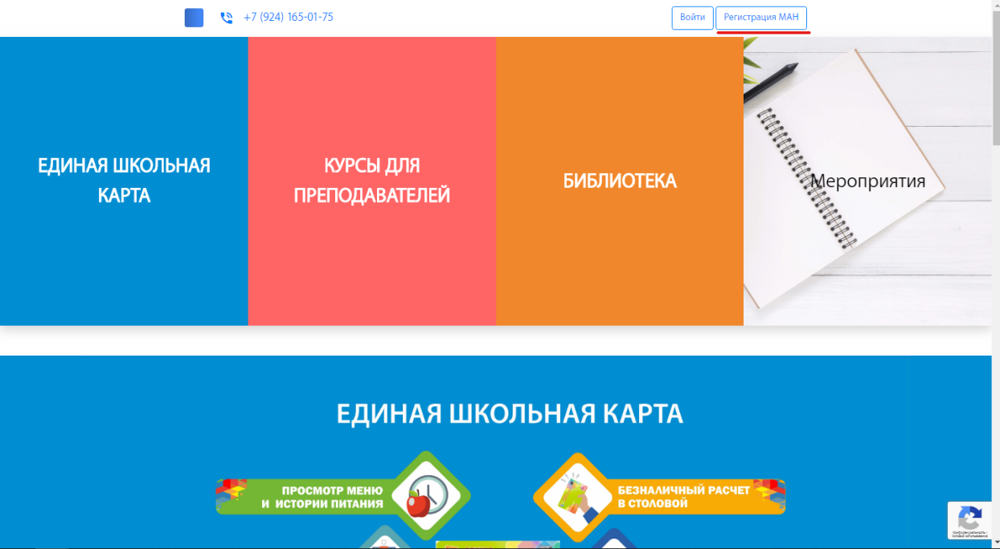 +7 (924) 165-01-75
Войти
Регистрация МАН
ЕДИНАЯ ШКОЛЬНАЯ
КАРТА
КУРСЫ ДЛЯ
ПРЕПОДАВАТЕЛЕЙ
БИБЛИОТЕКА
Мероприятия
ЕДИНАЯ ШКОЛЬНАЯ КАРТА
ПРОСМОТР МЕНЮ
И ИСТОРИИ ПИТАНИЯ
БЕЗНАЛИЧНЫЙ РАСЧЕТ
В СТОЛОВОЙ